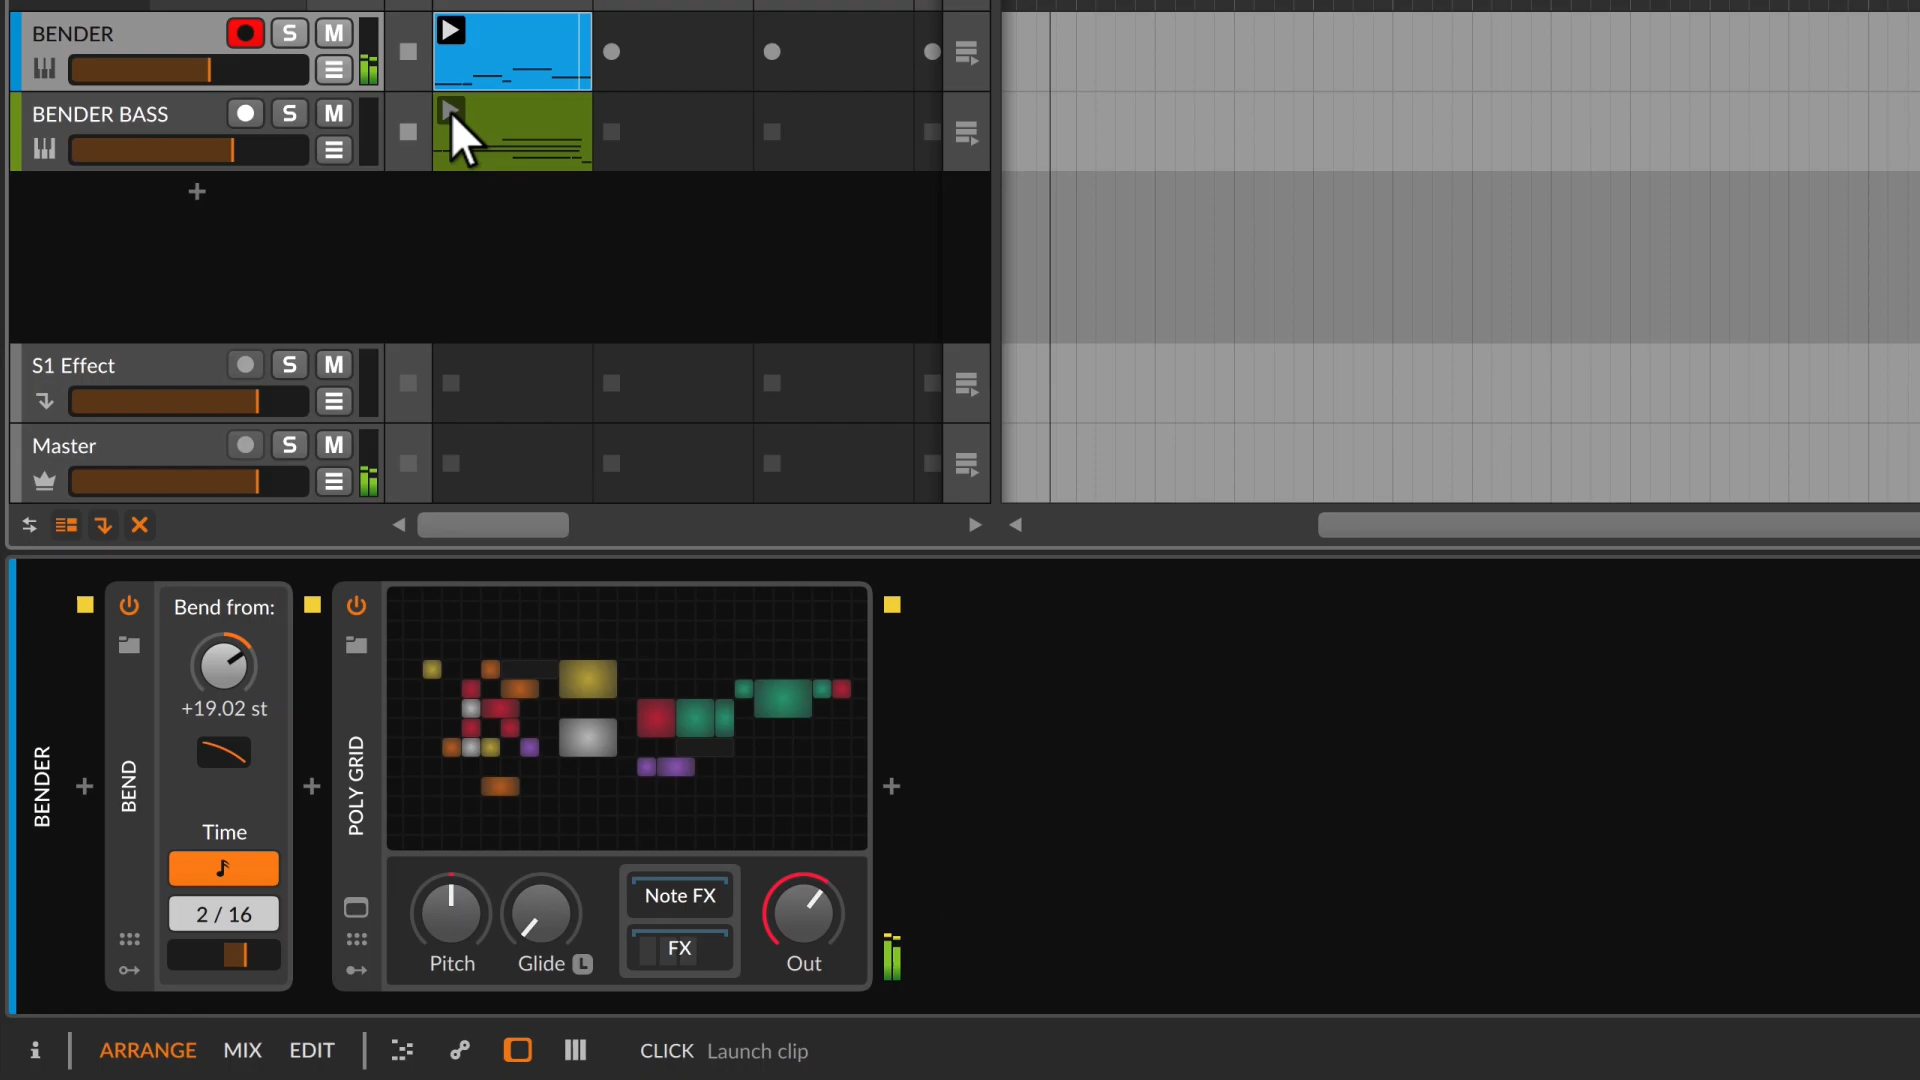 BENDER
S
M
BENDER BASS
S
M
S1 Effect
S
M
Master
S
M
BENDER
BEND
Bend from:
+19.02 st
Time
2 / 16
POLY GRID
Pitch
Glide
L
Note FX
FX
Out
i
ARRANGE
MIX
EDIT
CLICK
Launch clip